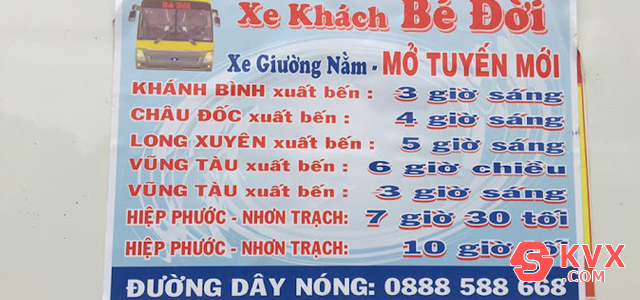 Bé Đời
Xe Khách Bé Đời
Xe Giường Nằm - MỞ TUYẾN MỚI
KHÁNH BÌNH xuất bến : 3 giờ sáng
CHÂU ĐỐC xuất bến : 4 giờ sáng
LONG XUYÊN xuất bến : 5 giờ sáng
VŨNG TÀU xuất bến : 6 giờ chiều
VŨNG TÀU xuất bến : 3 giờ sáng
HIỆP PHƯỚC - NHƠN TRẠCH: 7 giờ 30 tối
HIỆP PHƯỚC - NHƠN TRẠCH: 10 giờ
ĐƯỜNG DÂY NÓNG: 0888 588 668
KVX
.COM